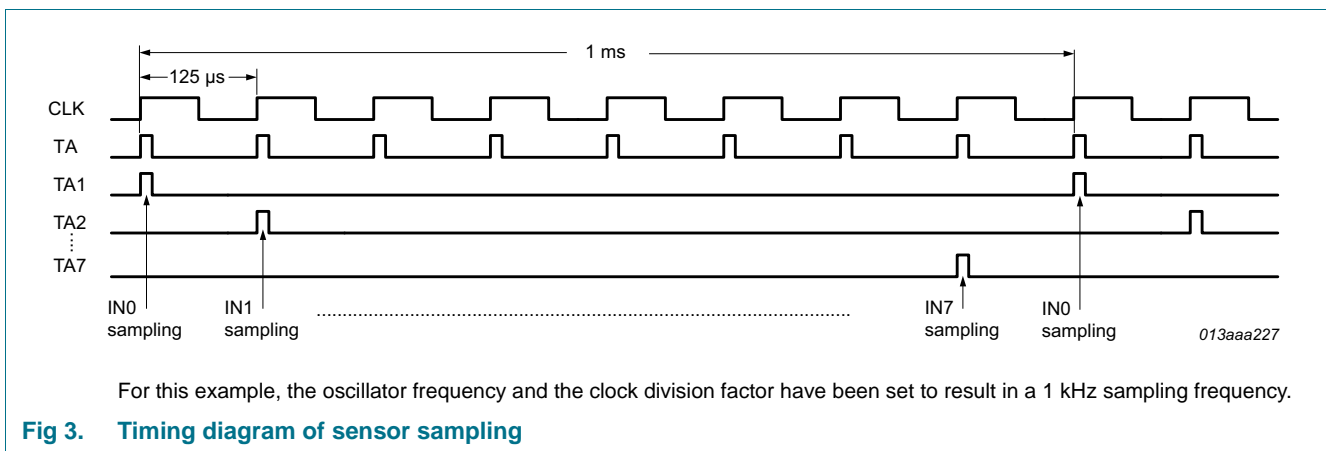 1 ms
125 μs
CLK
TA
TA1
TA2
TA7
IN0 sampling
IN1 sampling
IN7 sampling
IN0 sampling
013aaa227
For this example, the oscillator frequency and the clock division factor have been set to result in a 1 kHz sampling frequency.
Fig 3. Timing diagram of sensor sampling